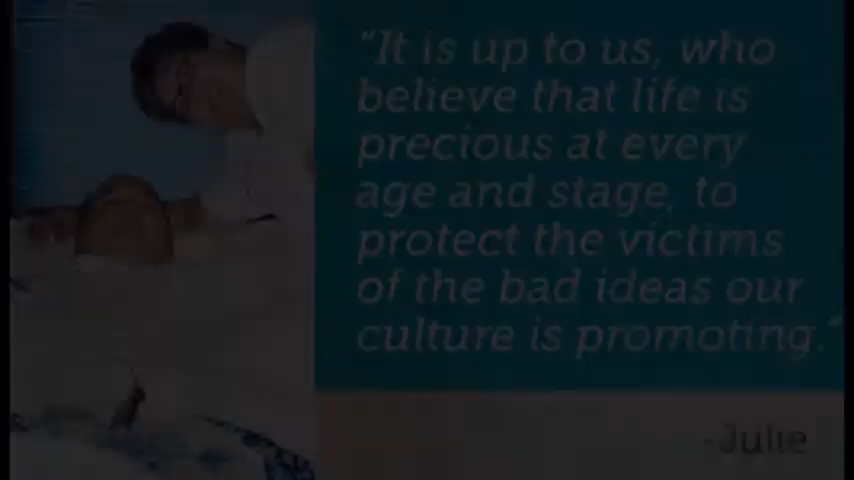 "It is up to us, who
believe that life is
precious at every
age and stage, to
protect the victims
of the bad ideas our
culture is promoting."
-Julie